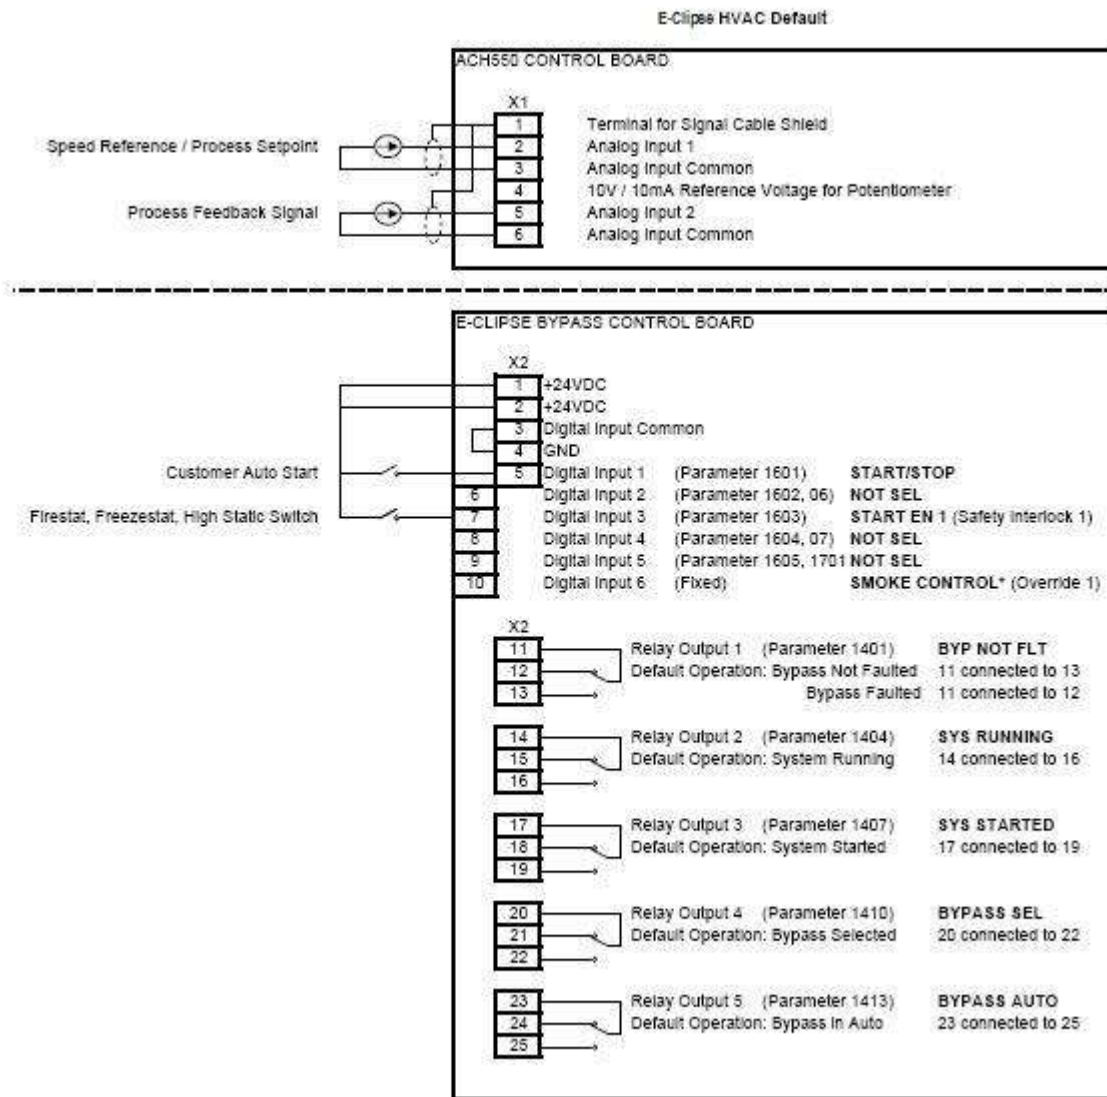 E-Clipse HVAC Default
ACH550 CONTROL BOARD
X1
1 Terminal for Signal Cable Shield
Speed Reference / Process Setpoint 2 Analog Input 1
3 Analog Input Common
4 10V / 10mA Reference Voltage for Potentiometer
Process Feedback Signal 5 Analog Input 2
6 Analog Input Common
E-CLIPSE BYPASS CONTROL BOARD
X2
1 +24VDC
2 +24VDC
3 Digital Input Common
4 GND
Customer Auto Start 5 Digital Input 1 (Parameter 1601) START/STOP
6 Digital Input 2 (Parameter 1602, 06) NOT SEL
Firestat, Freezestat, High Static Switch 7 Digital Input 3 (Parameter 1603) START EN 1 (Safety Interlock 1)
8 Digital Input 4 (Parameter 1604, 07) NOT SEL
9 Digital Input 5 (Parameter 1605, 1701 NOT SEL
10 Digital Input 6 (Fixed) SMOKE CONTROL* (Override 1)
X2
11 Relay Output 1 (Parameter 1401) BYP NOT FLT
12 Default Operation: Bypass Not Faulted 11 connected to 13
13 Bypass Faulted 11 connected to 12
14 Relay Output 2 (Parameter 1404) SYS RUNNING
15 Default Operation: System Running 14 connected to 16
16
17 Relay Output 3 (Parameter 1407) SYS STARTED
18 Default Operation: System Started 17 connected to 19
19
20 Relay Output 4 (Parameter 1410) BYPASS SEL
21 Default Operation: Bypass Selected 20 connected to 22
22
23 Relay Output 5 (Parameter 1413) BYPASS AUTO
24 Default Operation: Bypass In Auto 23 connected to 25
25